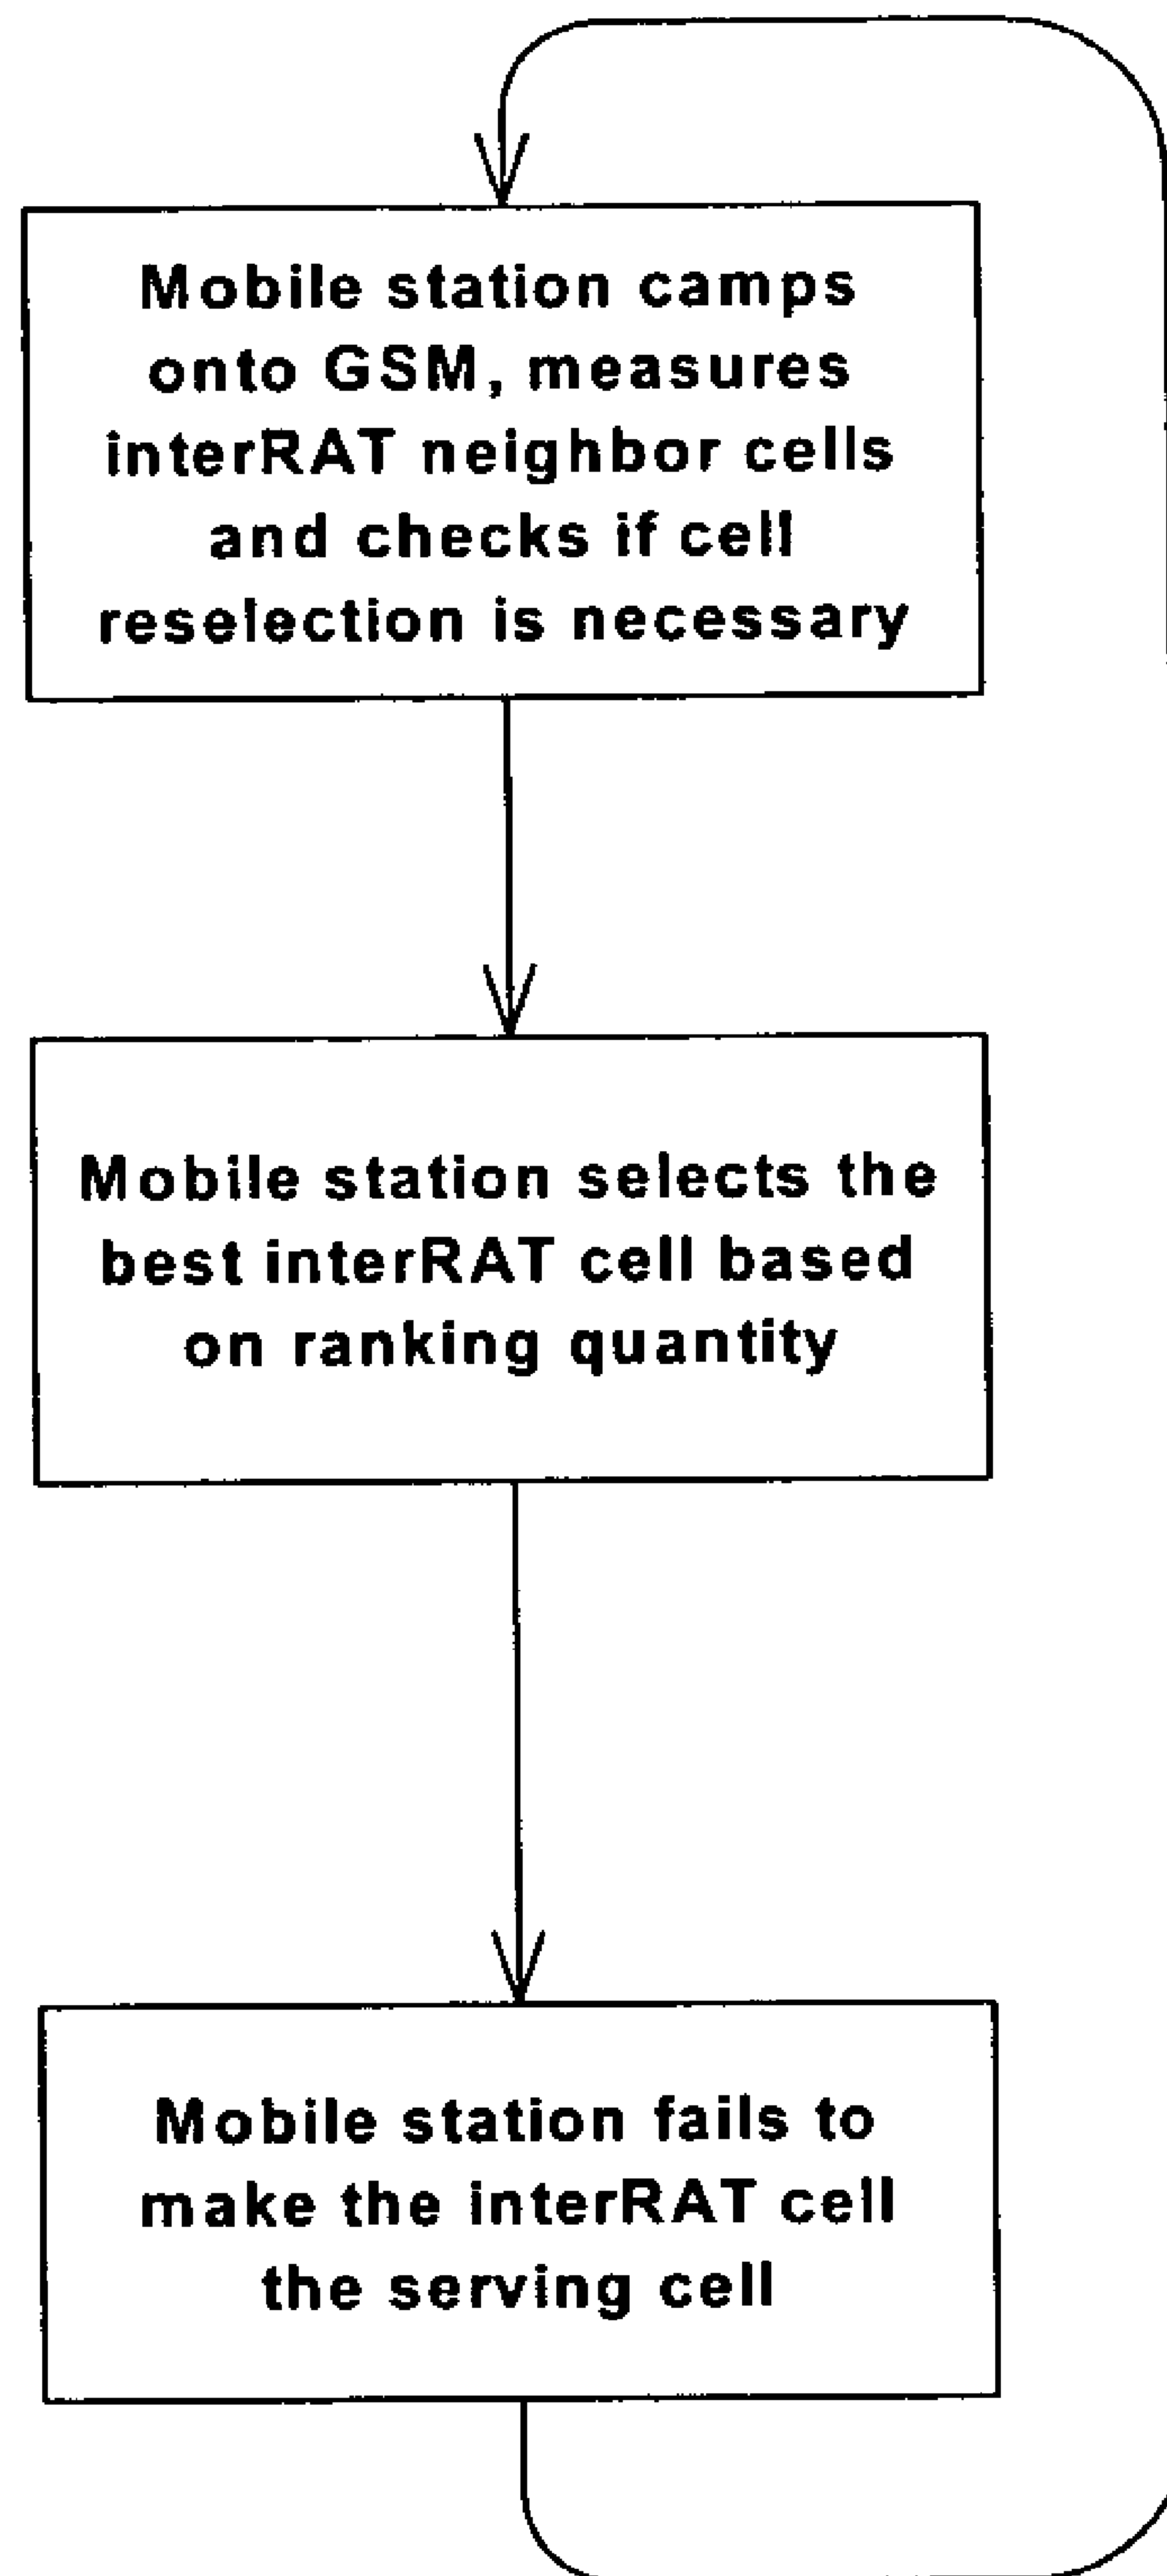 Mobile station camps
onto GSM, measures
interRAT neighbor cells
and checks if cell
reselection is necessary
Mobile station selects the
best interRAT cell based
on ranking quantity
Mobile station fails to
make the interRAT cell
the serving cell